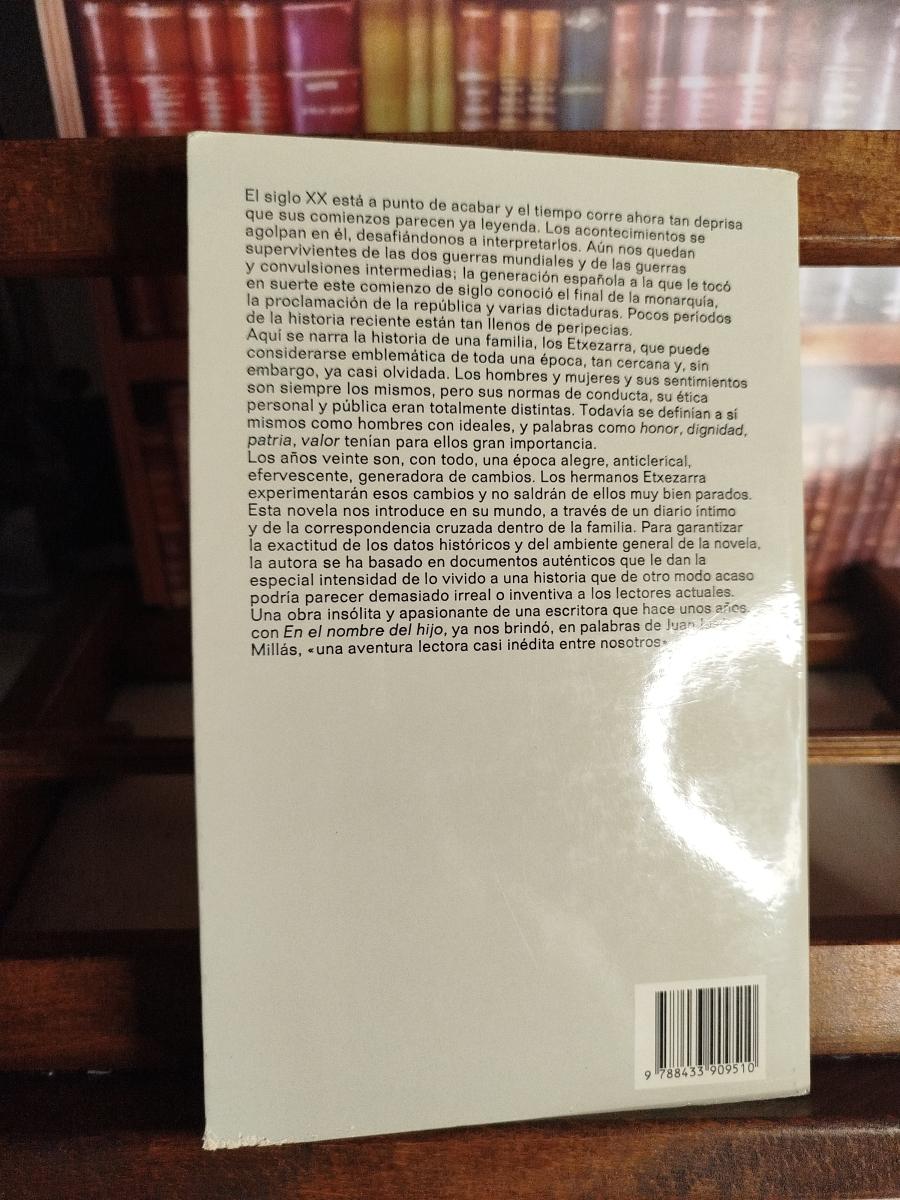 El siglo XX está a punto de acabar y el tiempo corre ahora tan deprisa
que sus comienzos parecen ya leyenda. Los acontecimientos se
agolpan en él, desafiándonos a interpretarlos. Aún nos quedan
supervivientes de las dos guerras mundiales y de las guerras
y convulsiones intermedias; la generación española a la que le tocó
en suerte este comienzo de siglo conoció el final de la monarquía,
la proclamación de la república y varias dictaduras. Pocos períodos
de la historia reciente están tan llenos de peripecias.
Aquí se narra la historia de una familia, los Etxezarra, que puede
considerarse emblemática de toda una época, tan cercana y, sin
embargo, ya casi olvidada. Los hombres y mujeres y sus sentimientos
son siempre los mismos, pero sus normas de conducta, su ética
personal y pública eran totalmente distintas. Todavía se definían a sí
mismos como hombres con ideales, y palabras como honor, dignidad,
patria, valor tenían para ellos gran importancia.
Los años veinte son, con todo, una época alegre, anticlerical,
efervescente, generadora de cambios. Los hermanos Etxezarra
experimentarán esos cambios y no saldrán de ellos muy bien parados.
Esta novela nos introduce en su mundo, a través de un diario íntimo
y de la correspondencia cruzada dentro de la familia. Para garantizar
la exactitud de los datos históricos y del ambiente general de la novela,
la autora se ha basado en documentos auténticos que le dan la
especial intensidad de lo vivido a una historia que de otro modo acaso
podría parecer demasiado irreal o inventiva a los lectores actuales.
Una obra insólita y apasionante de una escritora que hace unos años,
con En el nombre del hijo, ya nos brindó, en palabras de Juan
Millás, «una aventura lectora casi inédita entre nosotros»
9 788433 909510